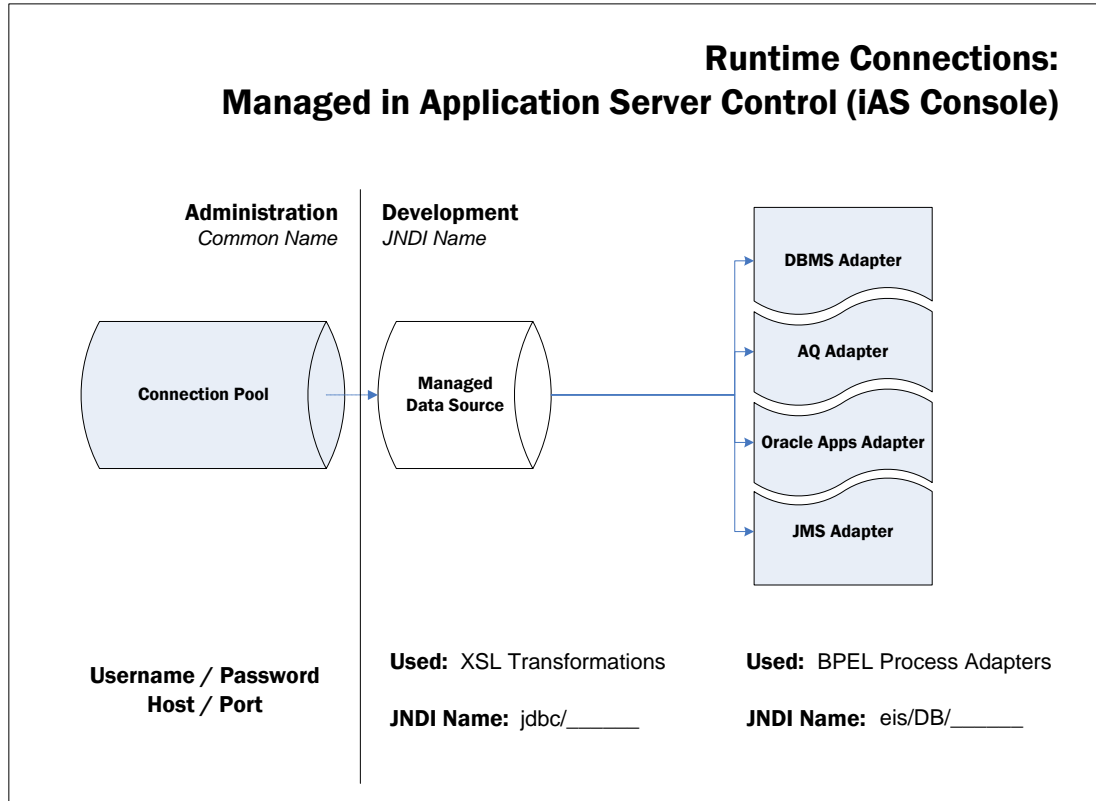 Runtime Connections:
Managed in Application Server Control (iAS Console)
Administration
Common Name
Development
JNDI Name
Connection Pool
Managed
Data Source
DBMS Adapter
AQ Adapter
Oracle Apps Adapter
JMS Adapter
Username / Password
Host / Port
Used: XSL Transformations
JNDI Name: jdbc/______
Used: BPEL Process Adapters
JNDI Name: eis/DB/______